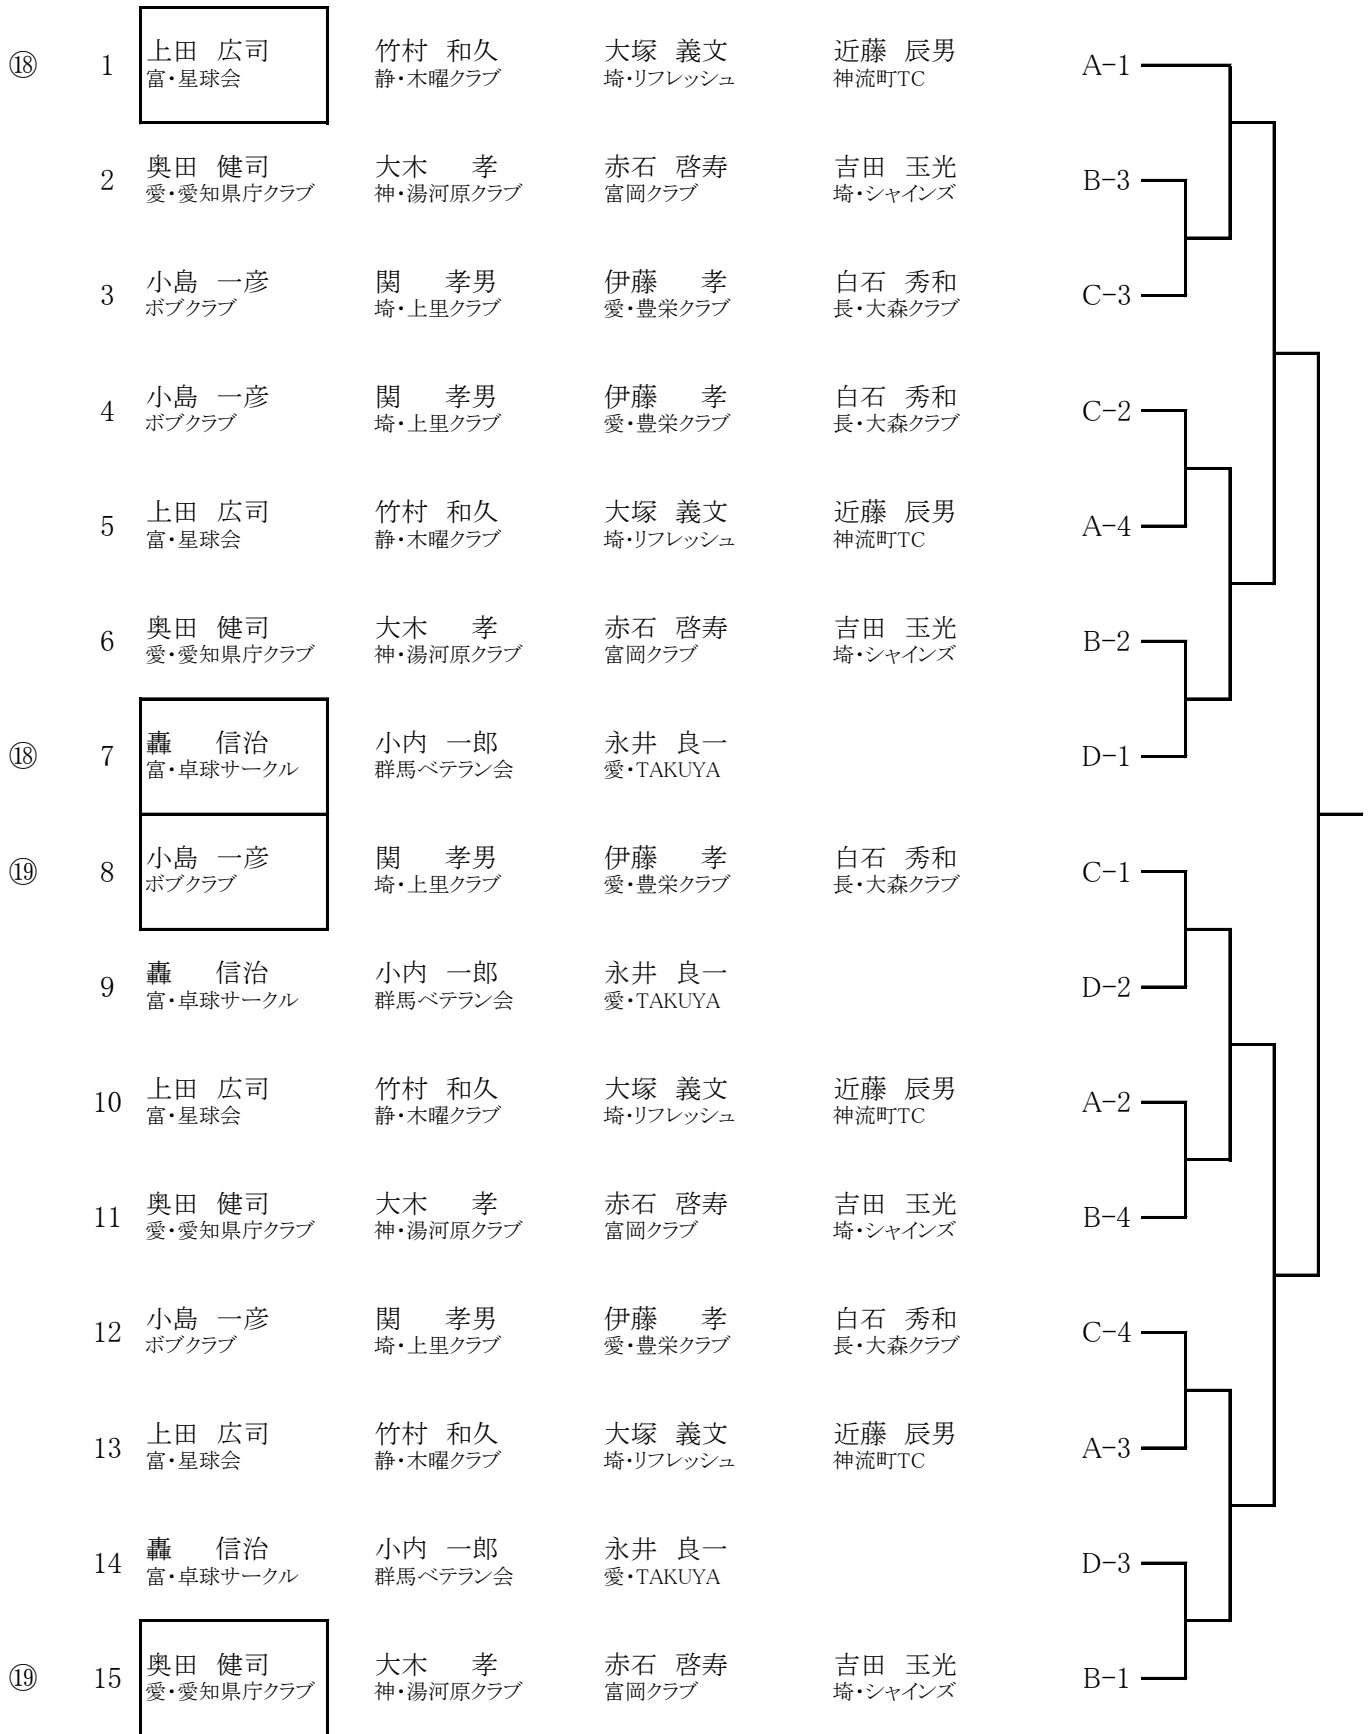 ⑱ 1 上田 広司 竹村 和久 大塚 義文 近藤 辰男 A-1
富・星球会 静・木曜クラブ 埼・リフレッシュ 神流町TC
2 奥田 健司 大木 孝 赤石 啓寿 吉田 玉光 B-3
愛・愛知県庁クラブ 神・湯河原クラブ 富岡クラブ 埼・シャインズ
3 小島 一彦 関 孝男 伊藤 孝 白石 秀和 C-3
ボブクラブ 埼・上里クラブ 愛・豊栄クラブ 長・大森クラブ
4 小島 一彦 関 孝男 伊藤 孝 白石 秀和 C-2
ボブクラブ 埼・上里クラブ 愛・豊栄クラブ 長・大森クラブ
5 上田 広司 竹村 和久 大塚 義文 近藤 辰男 A-4
富・星球会 静・木曜クラブ 埼・リフレッシュ 神流町TC
6 奥田 健司 大木 孝 赤石 啓寿 吉田 玉光 B-2
愛・愛知県庁クラブ 神・湯河原クラブ 富岡クラブ 埼・シャインズ
⑱ 7 轟 信治 小内 一郎 永井 良一 D-1
富・卓球サークル 群馬ベテラン会 愛・TAKUYA
⑲ 8 小島 一彦 関 孝男 伊藤 孝 白石 秀和 C-1
ボブクラブ 埼・上里クラブ 愛・豊栄クラブ 長・大森クラブ
9 轟 信治 小内 一郎 永井 良一 D-2
富・卓球サークル 群馬ベテラン会 愛・TAKUYA
10 上田 広司 竹村 和久 大塚 義文 近藤 辰男 A-2
富・星球会 静・木曜クラブ 埼・リフレッシュ 神流町TC
11 奥田 健司 大木 孝 赤石 啓寿 吉田 玉光 B-4
愛・愛知県庁クラブ 神・湯河原クラブ 富岡クラブ 埼・シャインズ
12 小島 一彦 関 孝男 伊藤 孝 白石 秀和 C-4
ボブクラブ 埼・上里クラブ 愛・豊栄クラブ 長・大森クラブ
13 上田 広司 竹村 和久 大塚 義文 近藤 辰男 A-3
富・星球会 静・木曜クラブ 埼・リフレッシュ 神流町TC
14 轟 信治 小内 一郎 永井 良一 D-3
富・卓球サークル 群馬ベテラン会 愛・TAKUYA
⑲ 15 奥田 健司 大木 孝 赤石 啓寿 吉田 玉光 B-1
愛・愛知県庁クラブ 神・湯河原クラブ 富岡クラブ 埼・シャインズ